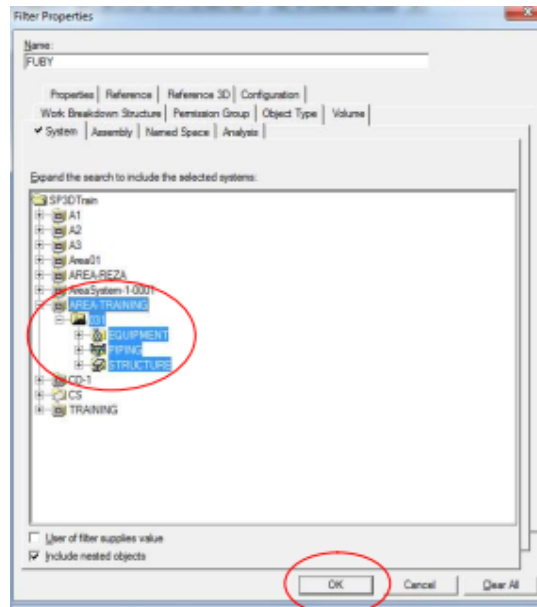 Filter Properties
Name:
FUBY
Properties Reference Reference 3D Configuration
Work Breakdown Structure Permission Group Object Type Volume
System Assembly Named Space Analysis
Expand the search to include the selected systems:
SP3DTrain
A1
A2
A3
Area01
AREA-REZA
AreaSystem-1-0001
AREA-TRAINING
031
EQUIPMENT
PIPING
STRUCTURE
CD-1
CS
TRAINING
User of filter supplies value
Include nested objects
OK Cancel Clear All